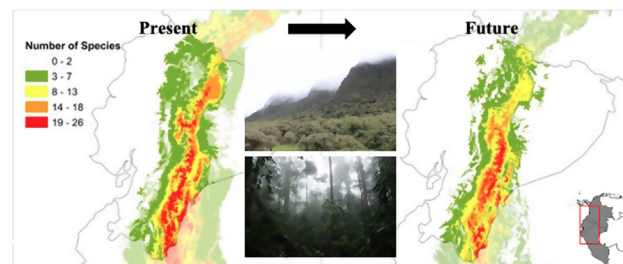 Present
Future
Number of Species
0 - 2
3 - 7
8 - 13
14 - 18
19 - 26